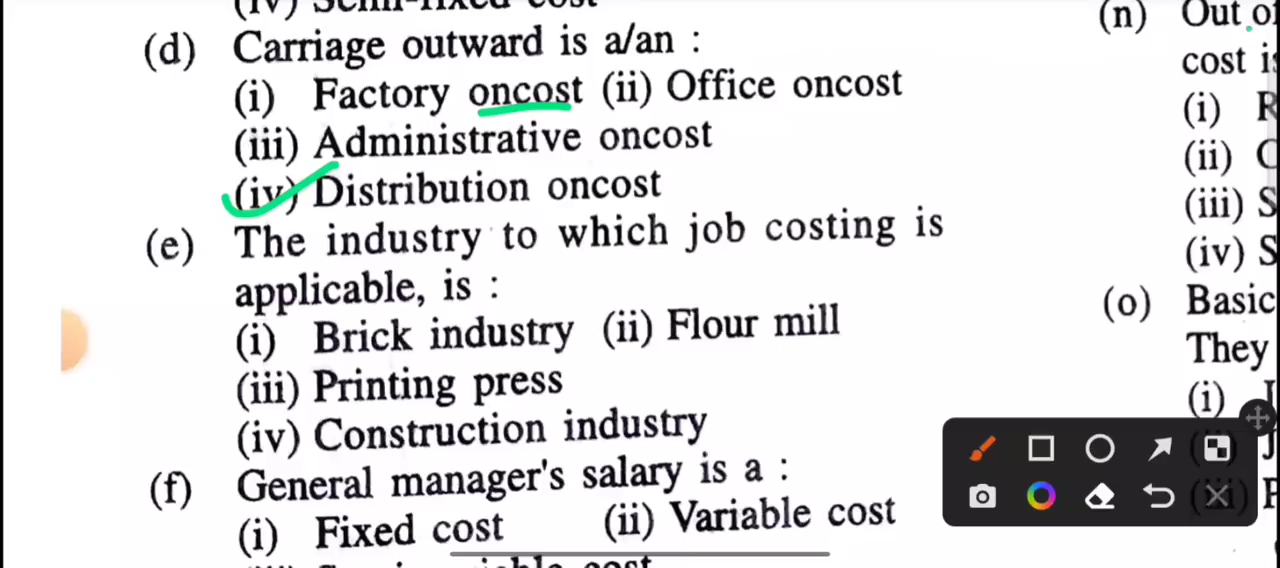 (d) Carriage outward is a/an :
(i) Factory oncost (ii) Office oncost
(iii) Administrative oncost
(iv) Distribution oncost
(e) The industry to which job costing is
applicable, is :
(i) Brick industry (ii) Flour mill
(iii) Printing press
(iv) Construction industry
(f) General manager's salary is a :
(i) Fixed cost (ii) Variable cost
(n) Out
cost
(i)
(ii)
(iii)
(iv)
(o) Basic
They
(i)